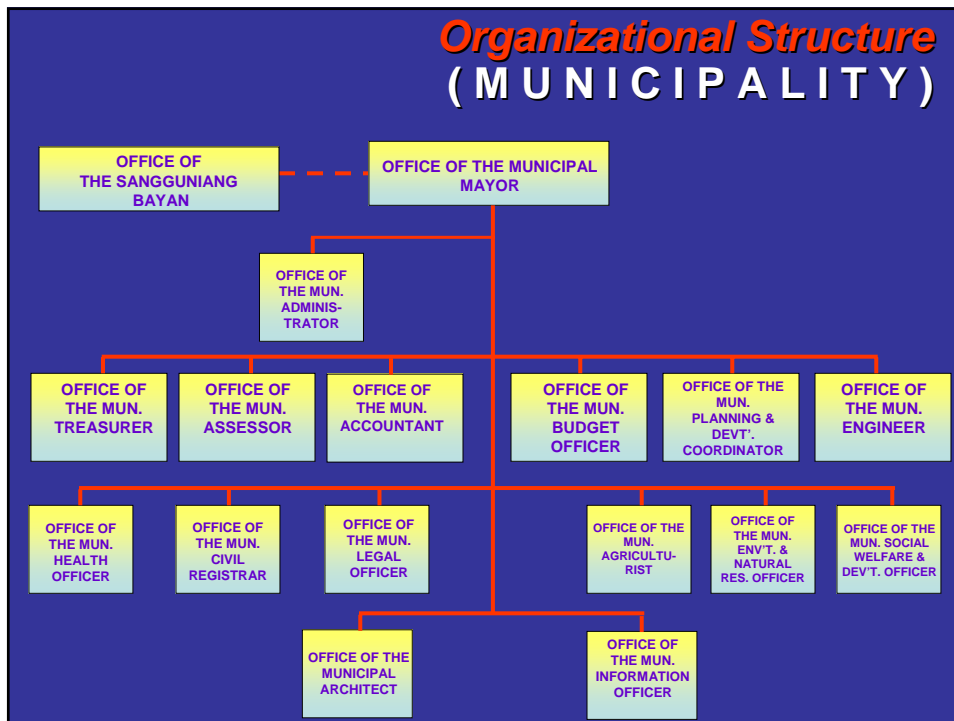 Organizational Structure
(MUNICIPALITY)
OFFICE OF
THE SANGGUNIANG
BAYAN
OFFICE OF THE MUNICIPAL
MAYOR
OFFICE OF
THE MUN.
ADMINIS-
TRATOR
OFFICE OF
THE MUN.
TREASURER
OFFICE OF
THE MUN.
ASSESSOR
OFFICE OF
THE MUN.
ACCOUNTANT
OFFICE OF
THE MUN.
BUDGET
OFFICER
OFFICE OF THE
MUN.
PLANNING &
DEVT'.
COORDINATOR
OFFICE OF
THE MUN.
ENGINEER
OFFICE OF
THE MUN.
HEALTH
OFFICER
OFFICE OF
THE MUN.
CIVIL
REGISTRAR
OFFICE OF
THE MUN.
LEGAL
OFFICER
OFFICE OF THE
MUN.
AGRICULTU-
RIST
OFFICE OF
THE MUN.
ENV'T. &
NATURAL
RES. OFFICER
OFFICE OF THE
MUN. SOCIAL
WELFARE &
DEV'T. OFFICER
OFFICE OF THE
MUNICIPAL
ARCHITECT
OFFICE OF
THE MUN.
INFORMATION
OFFICER